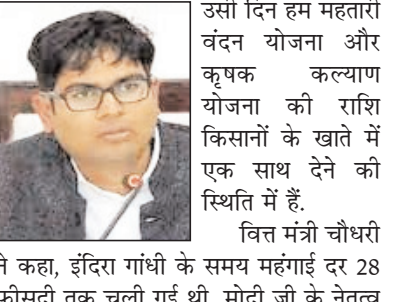 उसी दिन हम महतारी
वंदन योजना और
कृषक कल्याण
योजना की राशि
किसानों के खाते में
एक साथ देने की
स्थिति में हैं.
वित्त मंत्री चौधरी
ने कहा, इंदिरा गांधी के समय महंगाई दर 28
फीसदी तक चली गई थी. मोदी जी के नेतृत्व